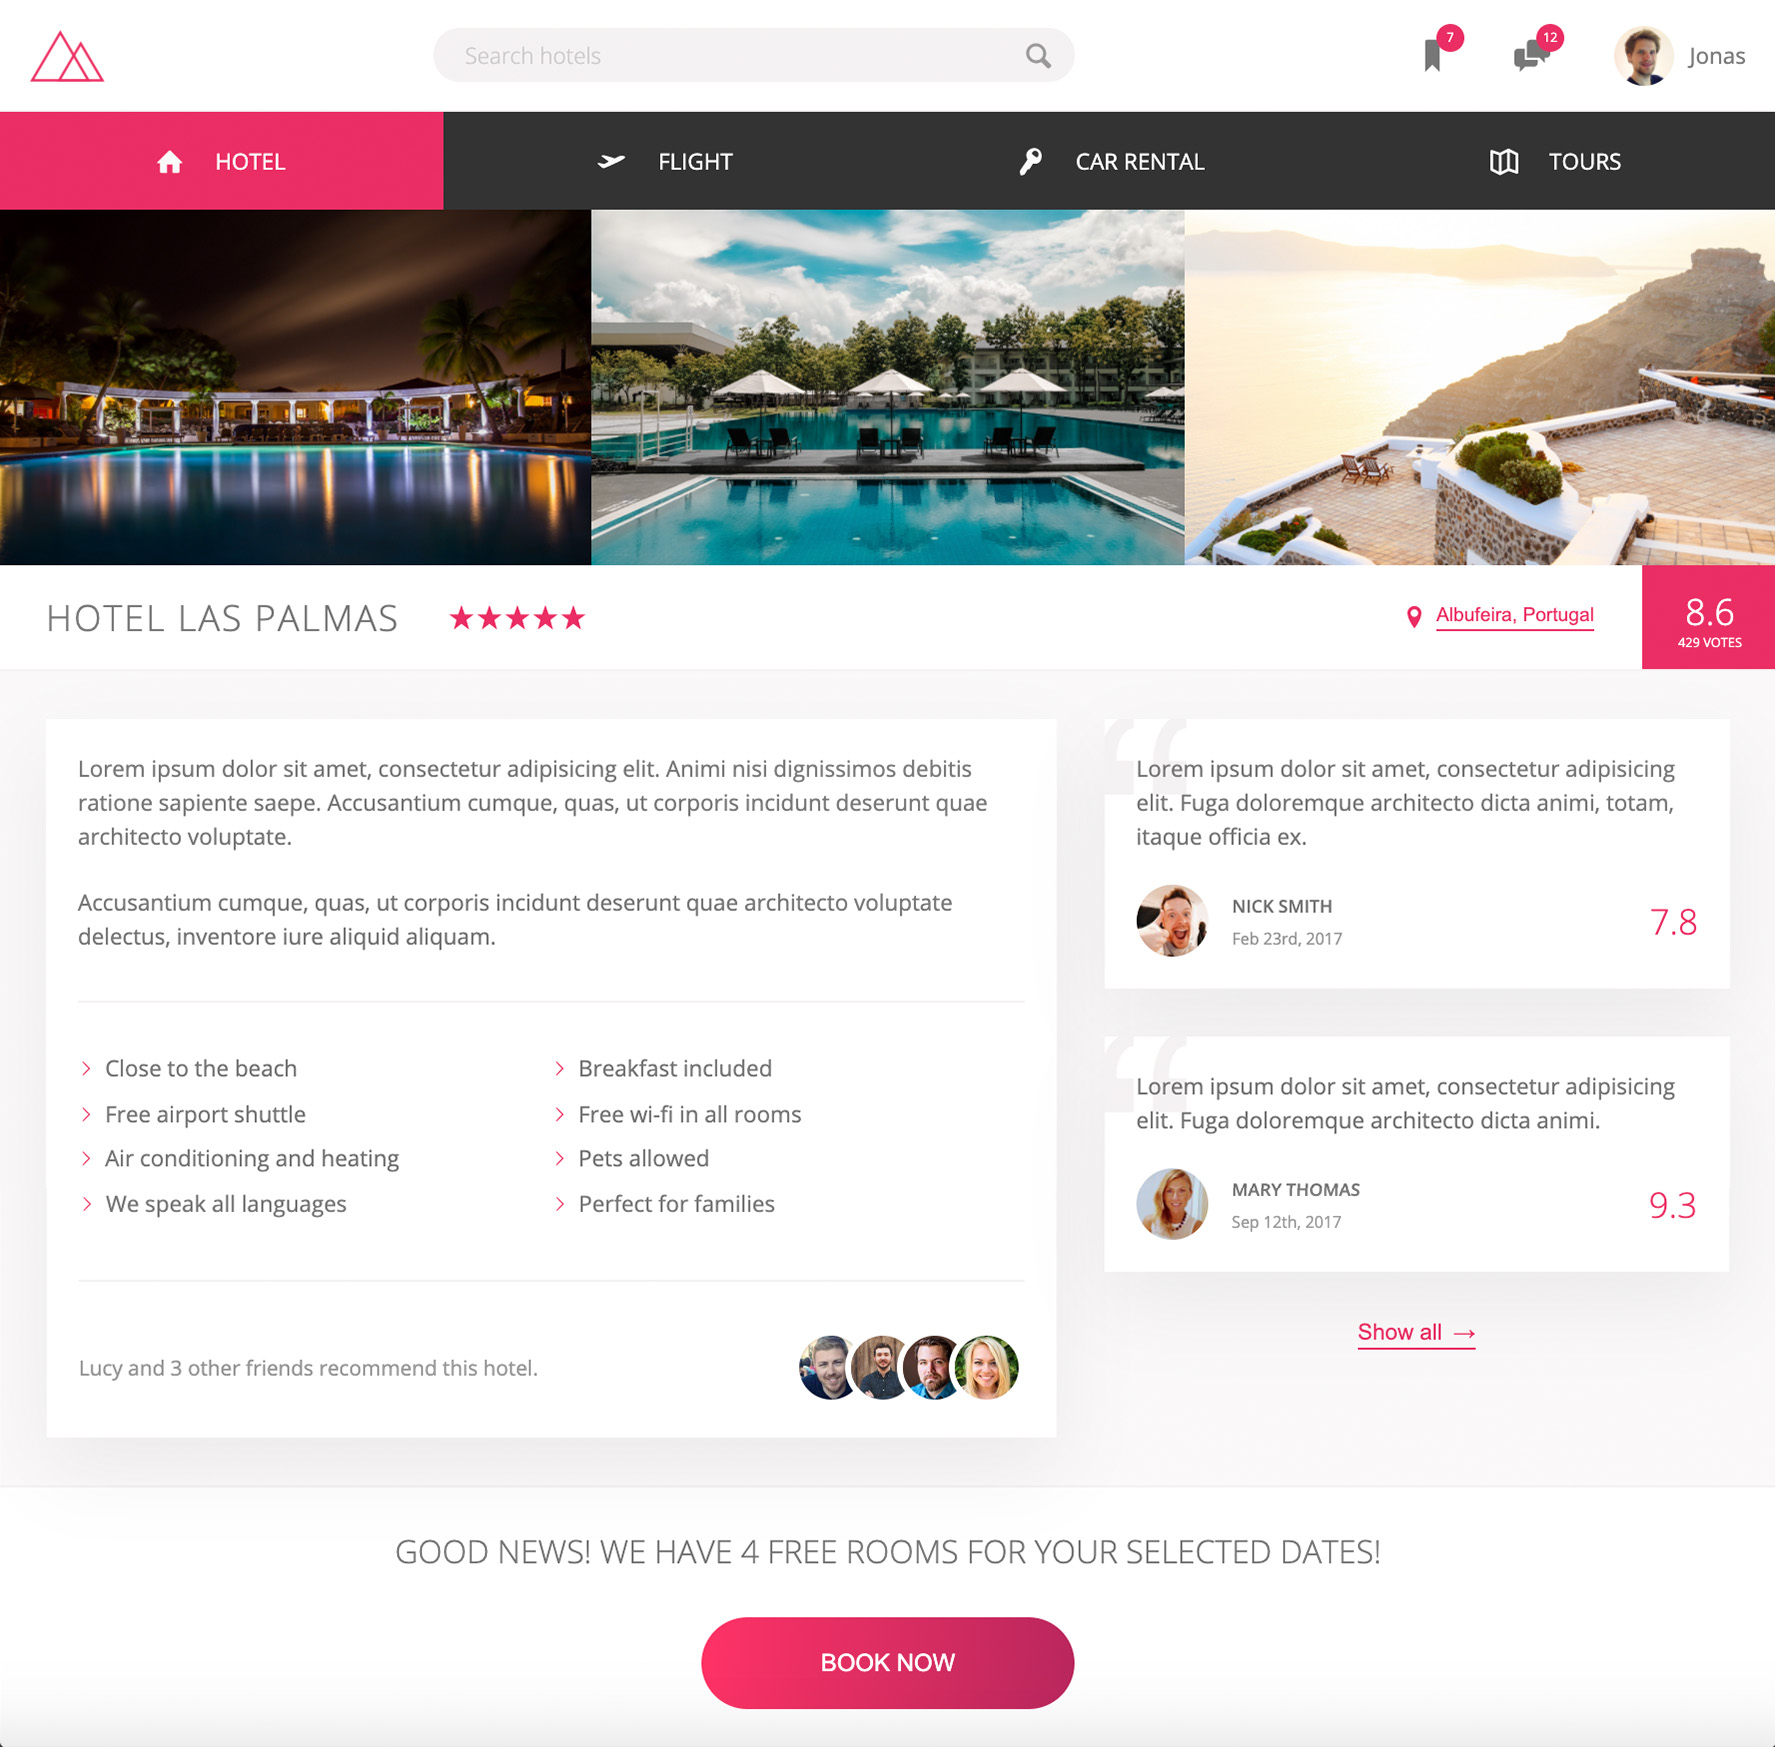 Search hotels
7
12
Jonas
HOTEL
FLIGHT
CAR RENTAL
TOURS
HOTEL LAS PALMAS
Albufeira, Portugal
8.6
429 VOTES
Lorem ipsum dolor sit amet, consectetur adipisicing elit. Animi nisi dignissimos debitis
ratione sapiente saepe. Accusantium cumque, quas, ut corporis incidunt deserunt quae
architecto voluptate.
Accusantium cumque, quas, ut corporis incidunt deserunt quae architecto voluptate
delectus, inventore iure aliquid aliquam.
Close to the beach
Breakfast included
Free airport shuttle
Free wi-fi in all rooms
Air conditioning and heating
Pets allowed
We speak all languages
Perfect for families
Lucy and 3 other friends recommend this hotel.
Lorem ipsum dolor sit amet, consectetur adipisicing
elit. Fuga doloremque architecto dicta animi, totam,
itaque officia ex.
NICK SMITH
Feb 23rd, 2017
7.8
Lorem ipsum dolor sit amet, consectetur adipisicing
elit. Fuga doloremque architecto dicta animi.
MARY THOMAS
Sep 12th, 2017
9.3
Show all →
GOOD NEWS! WE HAVE 4 FREE ROOMS FOR YOUR SELECTED DATES!
BOOK NOW